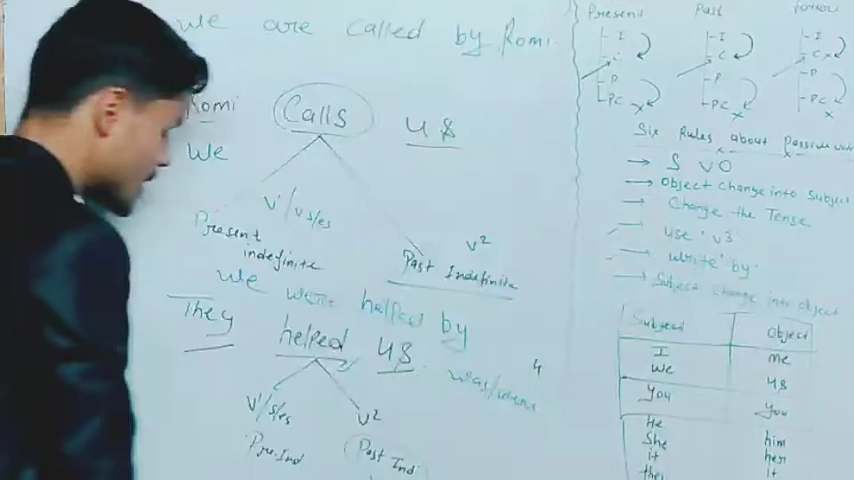 We are called by Romi
Romi Calls us
We
V'/Vs/es
V2
Present
indefinite
Past Indefinite
We were helped by
They
helped us
was/were
4
V'/s/es
V2
Pre.Ind
Past Indi
Present
I
C
P
PC x
Past
I
C
P
PC x
I
C x
P
PC
x
Six Rules about Passive
→ S V O
→ Object change into Subject
→ Change the Tense
→ use 'v3'
→ write 'by'
→ Subject change into object
Subject Object
I me
We us
You You
He him
She her
it it
they